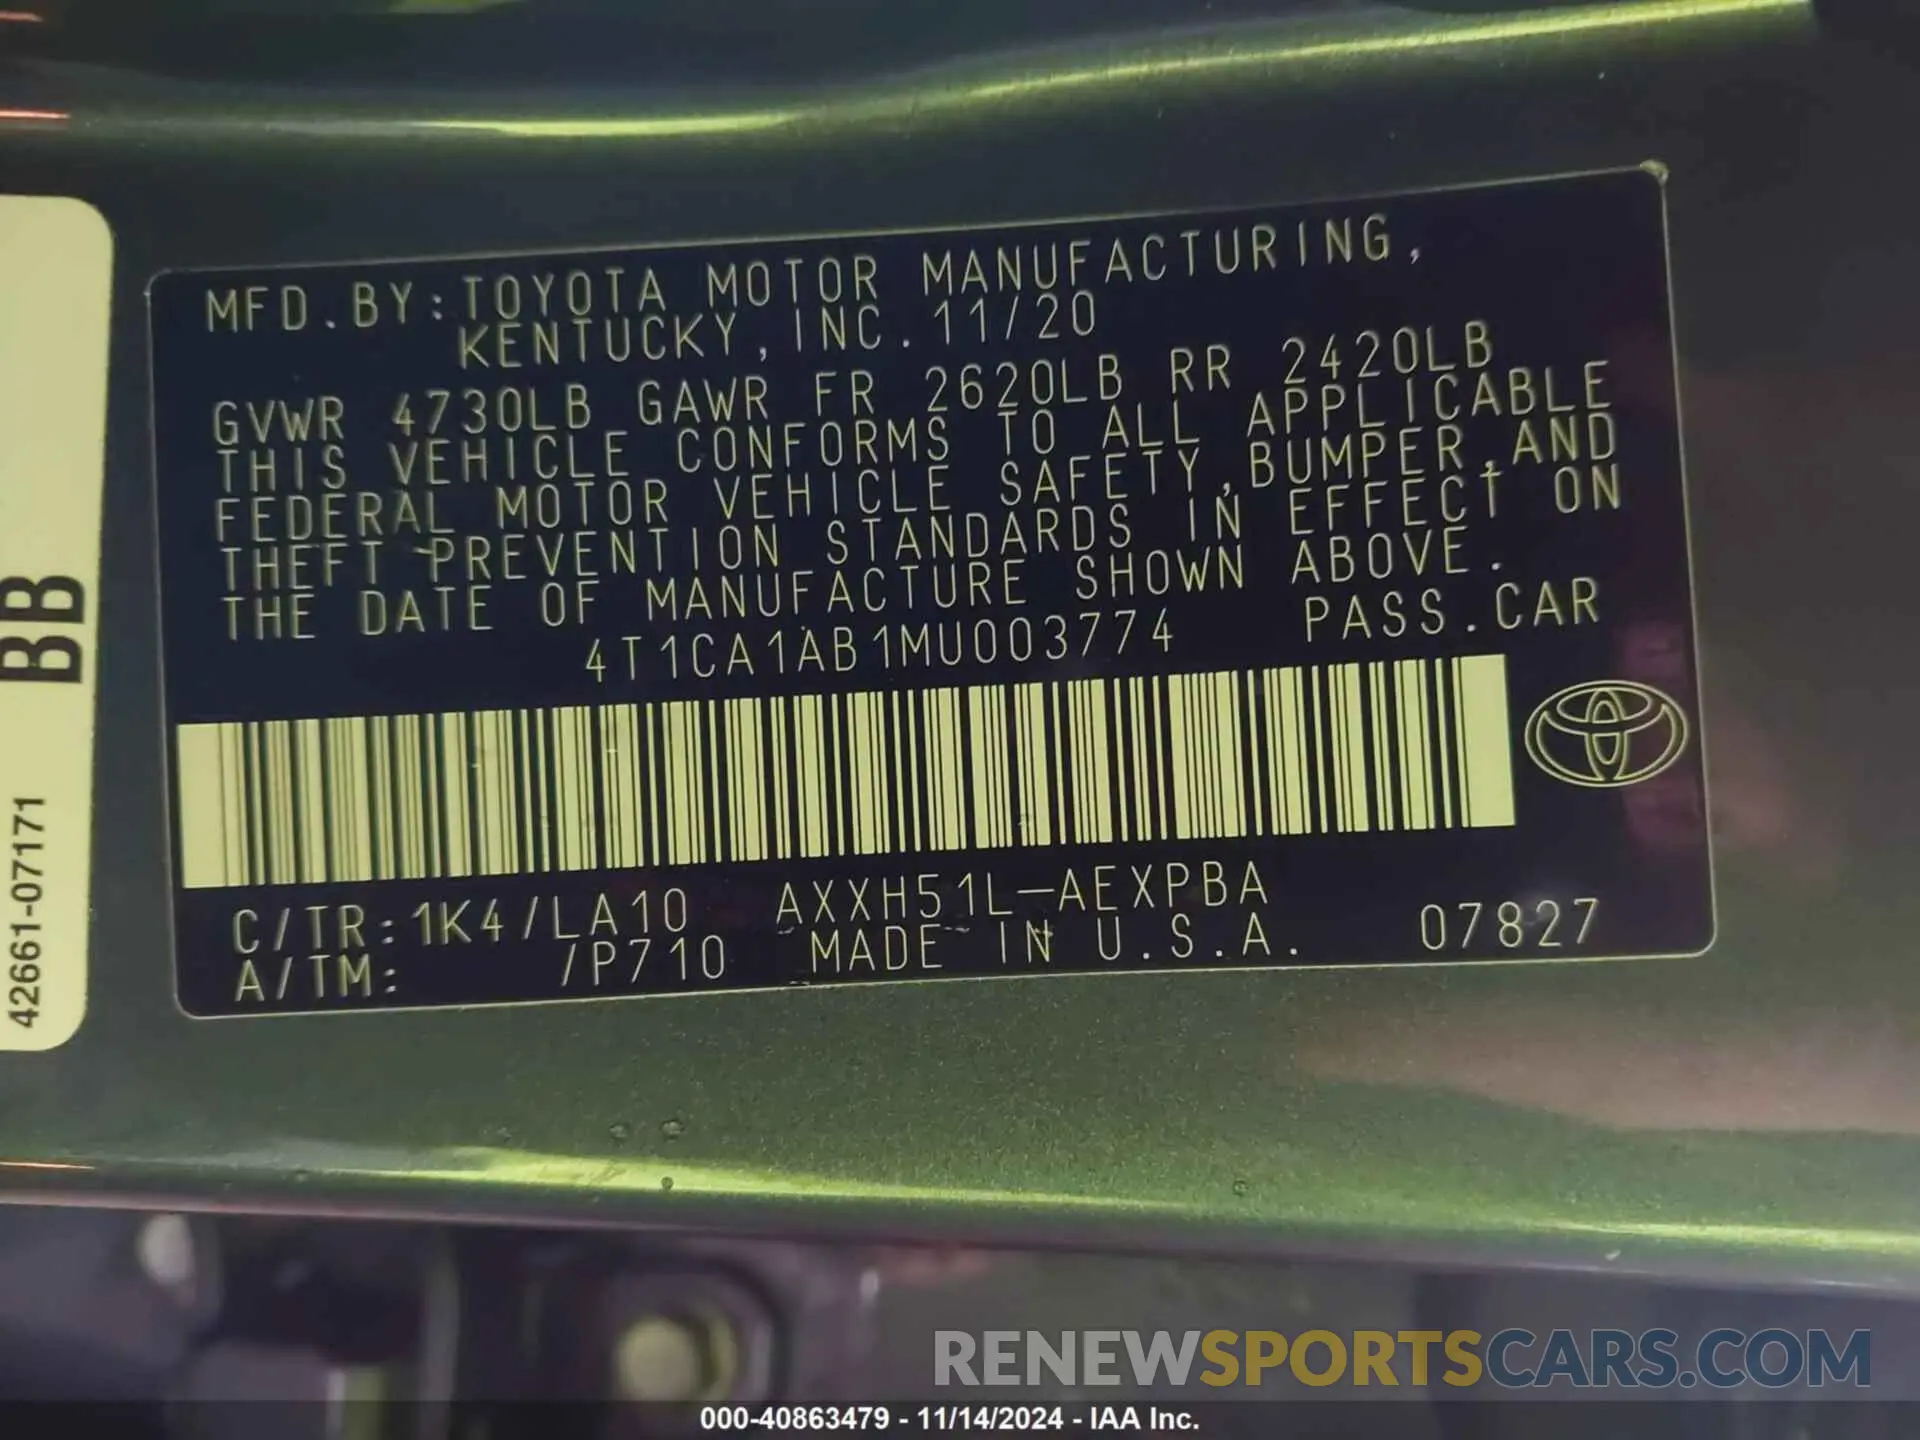 MFD.BY:TOYOTA MOTOR MANUFACTURING,
KENTUCKY,INC. 11/20
GVWR 4730LB GAWR FR 2620LB RR 2420LB
THIS VEHICLE CONFORMS TO ALL APPLICABLE
FEDERAL MOTOR VEHICLE SAFETY,BUMPER,AND
THEFT PREVENTION STANDARDS IN EFFECT ON
THE DATE OF MANUFACTURE SHOWN ABOVE.
4T1CA1AB1MU003774 PASS.CAR
C/TR:1K4/LA10 AXXH51L-AEXPBA
A/TM: /P710 MADE IN U.S.A. 07827
BB
42661-07171
RENEWSPORTSCARS.COM
000-40863479 - 11/14/2024 - IAA Inc.